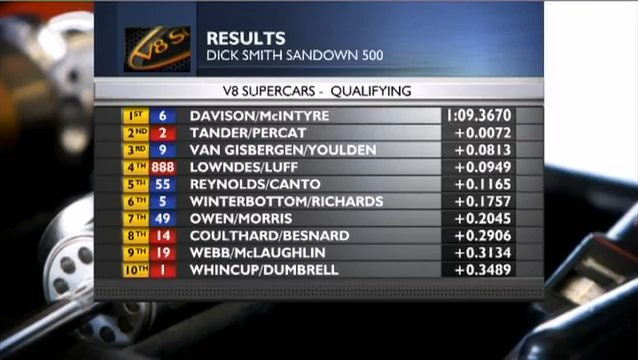 V8 Su
RESULTS
DICK SMITH SANDOWN 500
V8 SUPERCARS - QUALIFYING
1ST 6 DAVISON/McINTYRE 1:09.3670
2ND 2 TANDER/PERCAT +0.0072
3RD 9 VAN GISBERGEN/YOULDEN +0.0813
4TH 888 LOWNDES/LUFF +0.0949
5TH 55 REYNOLDS/CANTO +0.1165
6TH 5 WINTERBOTTOM/RICHARDS +0.1757
7TH 49 OWEN/MORRIS +0.2045
8TH 14 COULTHARD/BESNARD +0.2906
9TH 19 WEBB/McLAUGHLIN +0.3134
10TH 1 WHINCUP/DUMBRELL +0.3489